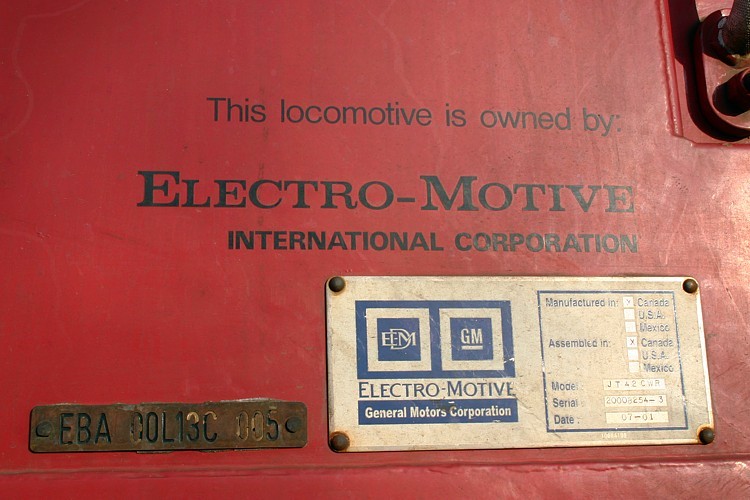 This locomotive is owned by:
ELECTRO-MOTIVE
INTERNATIONAL CORPORATION
EMD GM
ELECTRO-MOTIVE
General Motors Corporation
Manufactured in: X Canada
U.S.A.
Mexico
Assembled in: X Canada
U.S.A.
Mexico
Model: JT42CWR
Serial: 20008254-3
Date: 07-01
EBA 00L13C 005